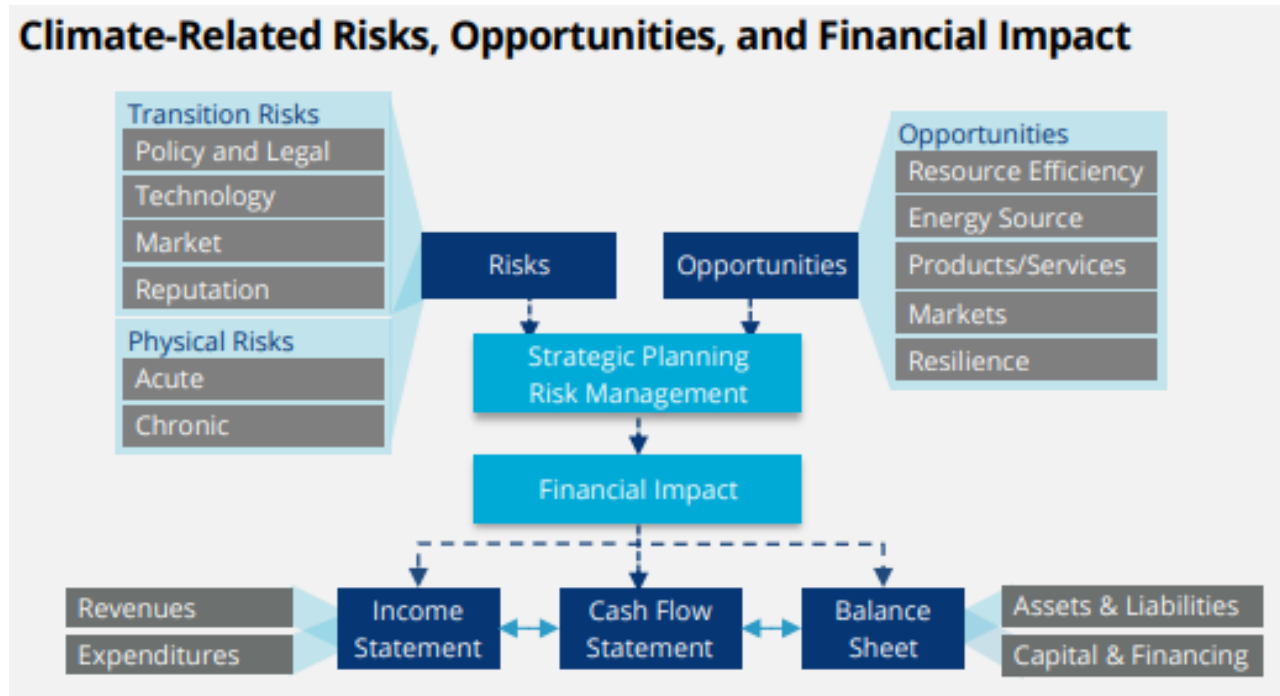 Climate-Related Risks, Opportunities, and Financial Impact
Transition Risks
Policy and Legal
Technology
Market
Reputation
Physical Risks
Acute
Chronic
Risks
Opportunities
Opportunities
Resource Efficiency
Energy Source
Products/Services
Markets
Resilience
Strategic Planning
Risk Management
Financial Impact
Revenues
Expenditures
Income
Statement
Cash Flow
Statement
Balance
Sheet
Assets & Liabilities
Capital & Financing